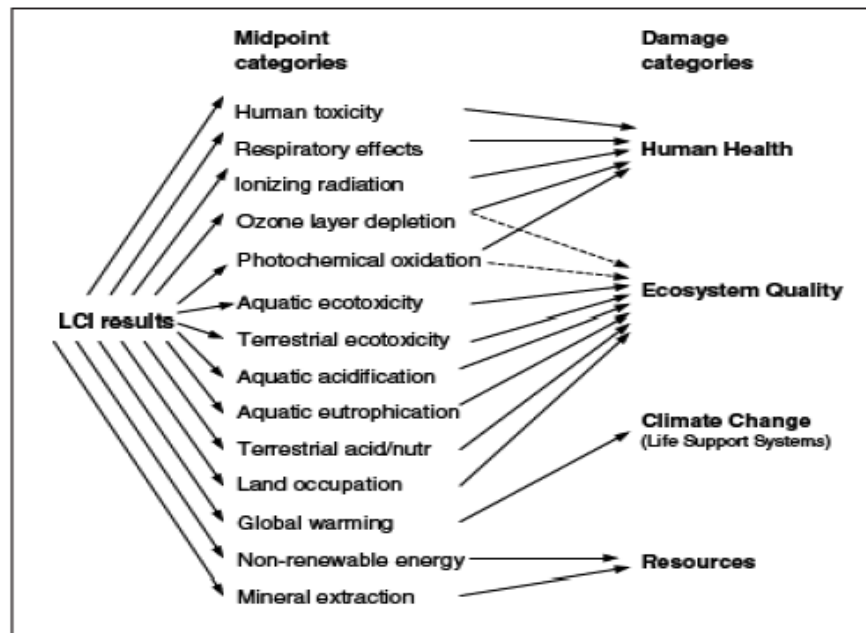 Midpoint
categories
Damage
categories
Human toxicity
Respiratory effects
Human Health
Ionizing radiation
Ozone layer depletion
Photochemical oxidation
Aquatic ecotoxicity
Ecosystem Quality
LCI results
Terrestrial ecotoxicity
Aquatic acidification
Aquatic eutrophication
Climate Change
(Life Support Systems)
Terrestrial acid/nutr
Land occupation
Global warming
Non-renewable energy
Resources
Mineral extraction